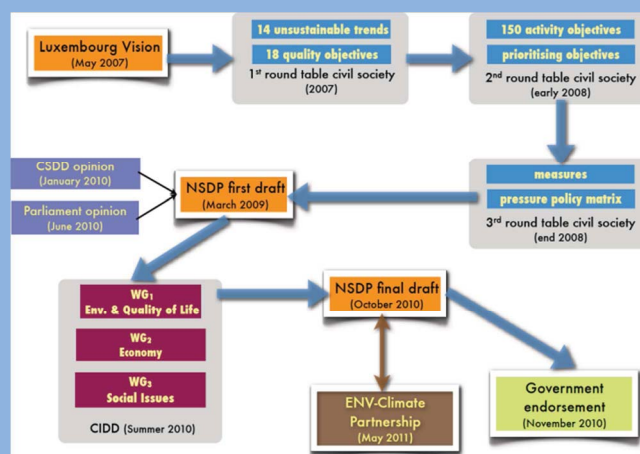 Luxembourg Vision
(May 2007)
14 unsustainable trends
18 quality objectives
1st round table civil society
(2007)
150 activity objectives
prioritising objectives
2nd round table civil society
(early 2008)
measures
pressure policy matrix
3rd round table civil society
(end 2008)
CSDD opinion
(January 2010)
Parliament opinion
(June 2010)
NSDP first draft
(March 2009)
WG1
Env. & Quality of Life
WG2
Economy
WG3
Social Issues
CIDD (Summer 2010)
NSDP final draft
(October 2010)
ENV-Climate
Partnership
(May 2011)
Government
endorsement
(November 2010)